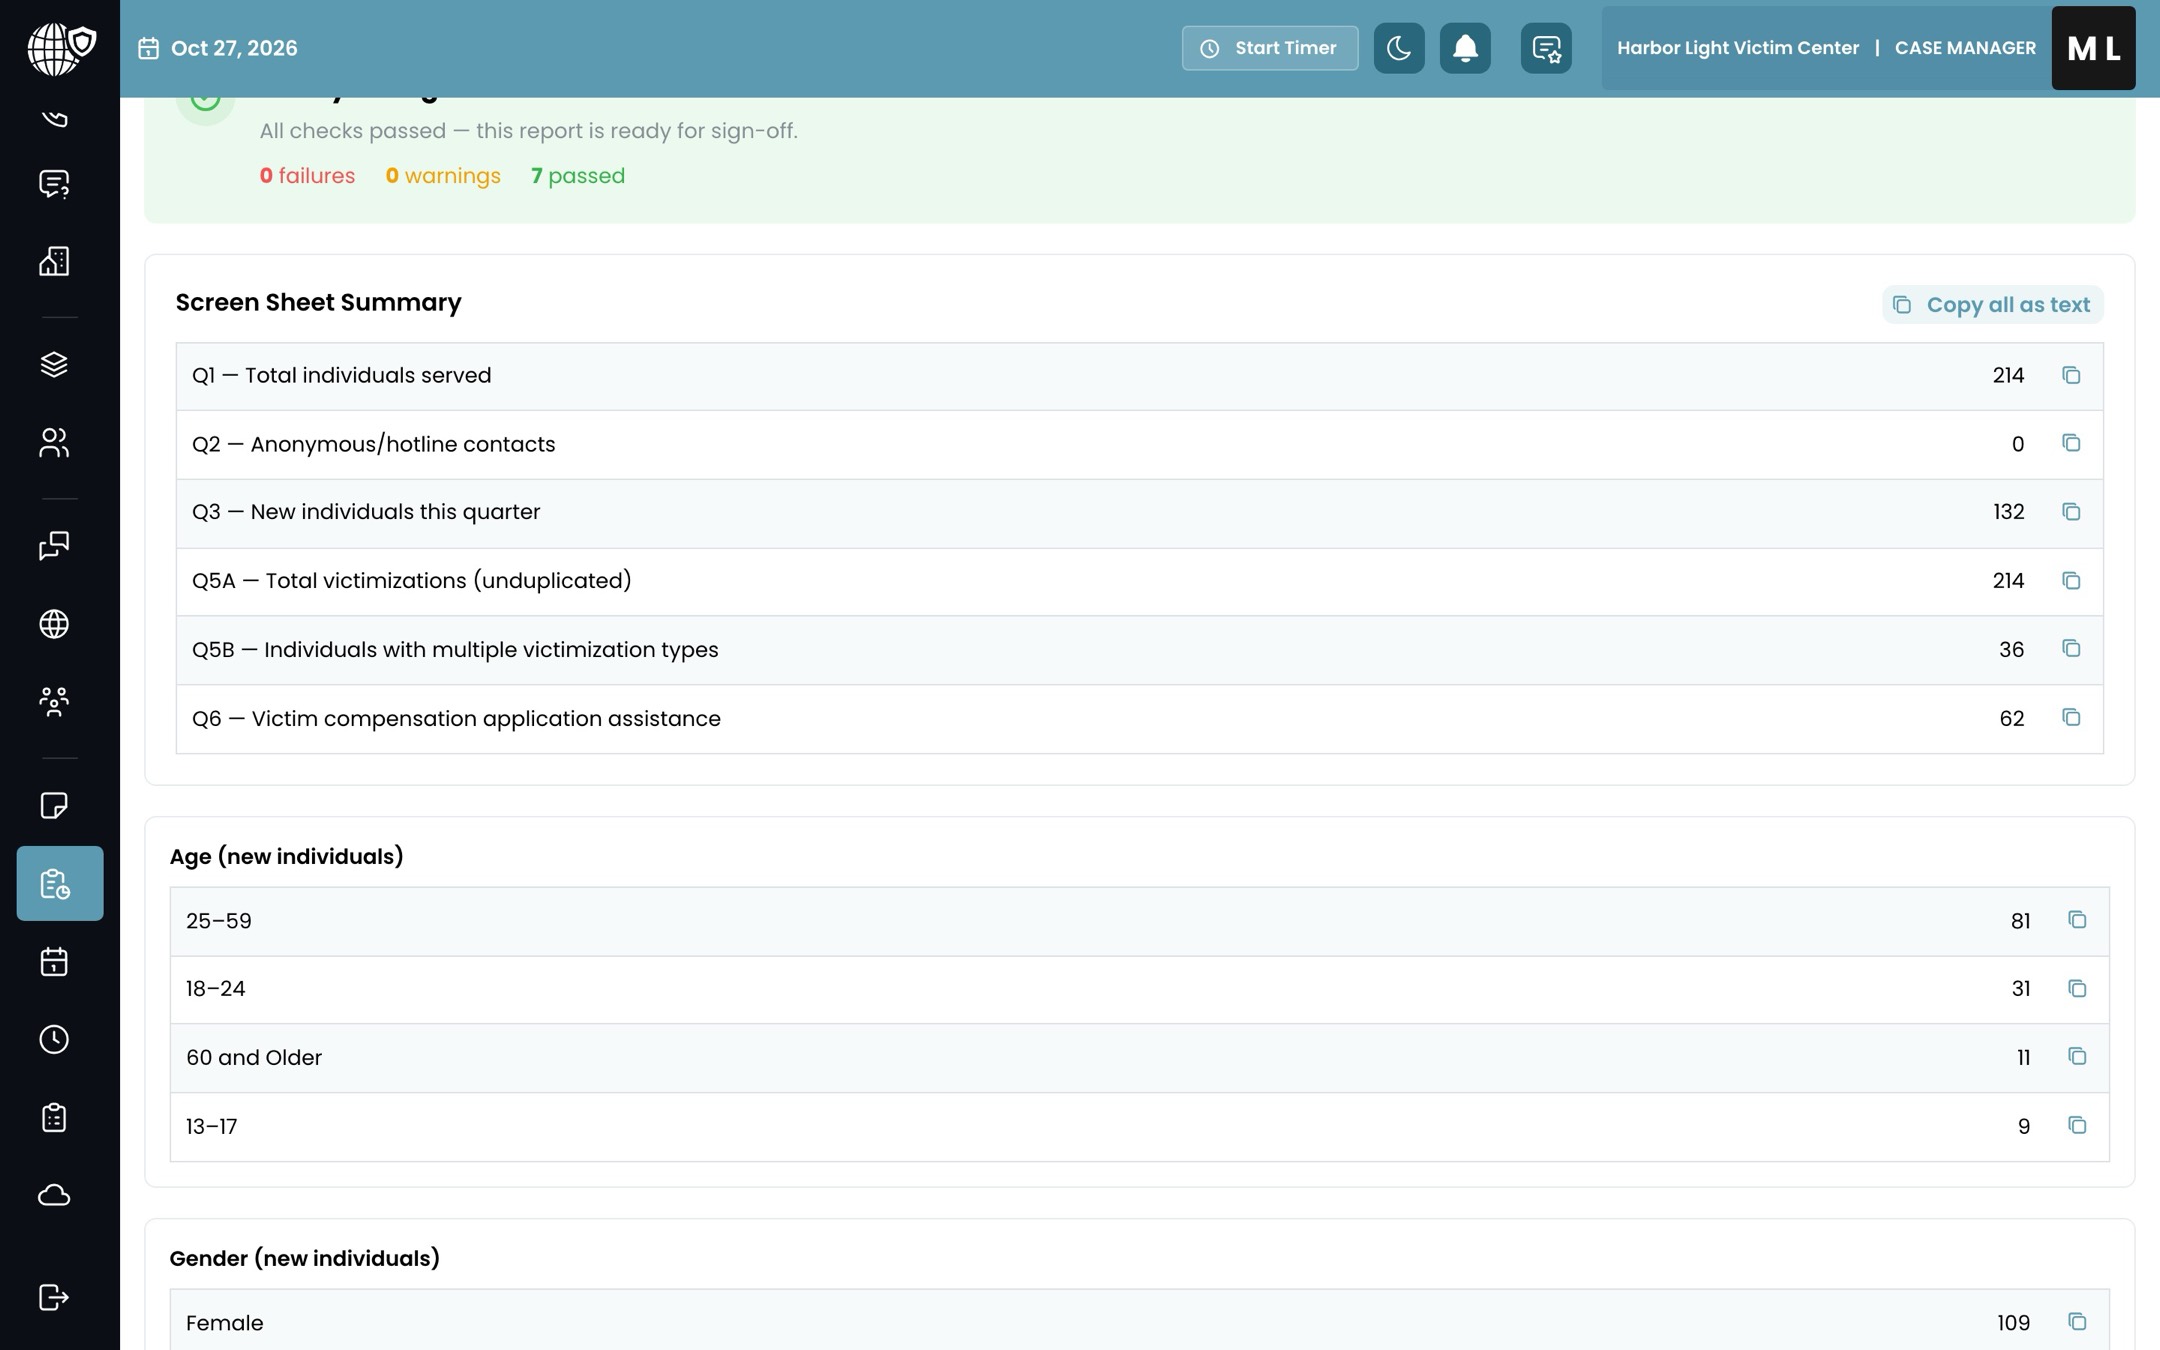 Oct 27, 2026
Start Timer
Harbor Light Victim Center | CASE MANAGER
M L
All checks passed — this report is ready for sign-off.
0 failures 0 warnings 7 passed
Screen Sheet Summary
Copy all as text
Q1 — Total individuals served 214
Q2 — Anonymous/hotline contacts 0
Q3 — New individuals this quarter 132
Q5A — Total victimizations (unduplicated) 214
Q5B — Individuals with multiple victimization types 36
Q6 — Victim compensation application assistance 62
Age (new individuals)
25–59 81
18–24 31
60 and Older 11
13–17 9
Gender (new individuals)
Female 109